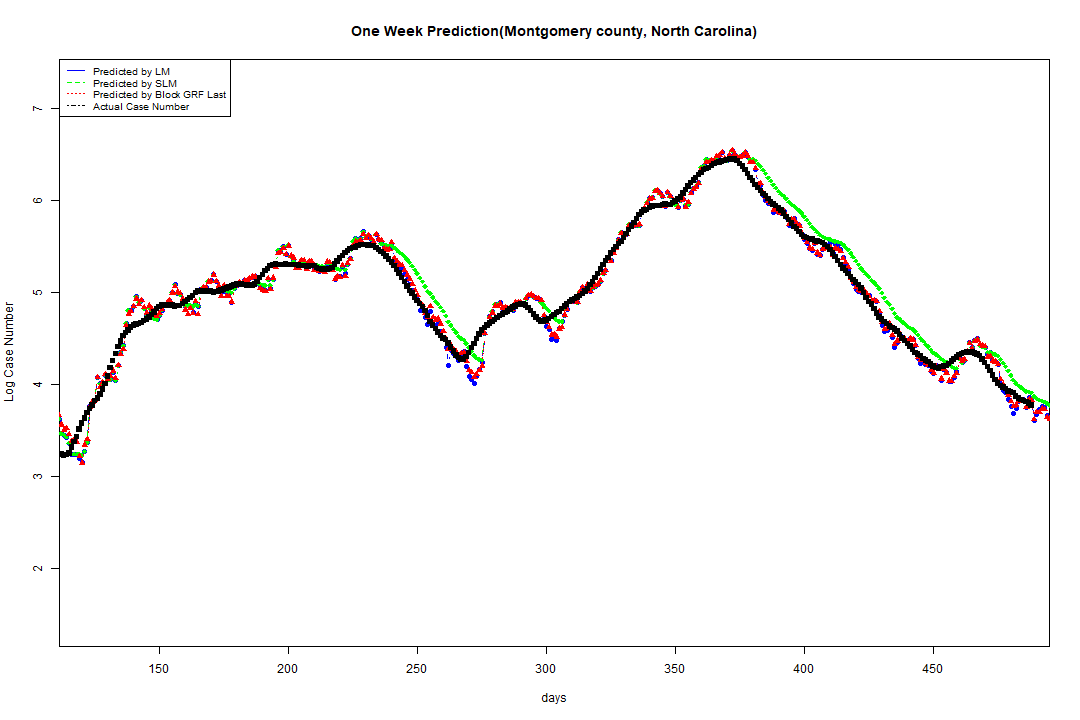 One Week Prediction(Montgomery county, North Carolina)
Predicted by LM
Predicted by SLM
Predicted by Block GRF Last
Actual Case Number
7
6
5
4
3
2
Log Case Number
150 200 250 300 350 400 450
days